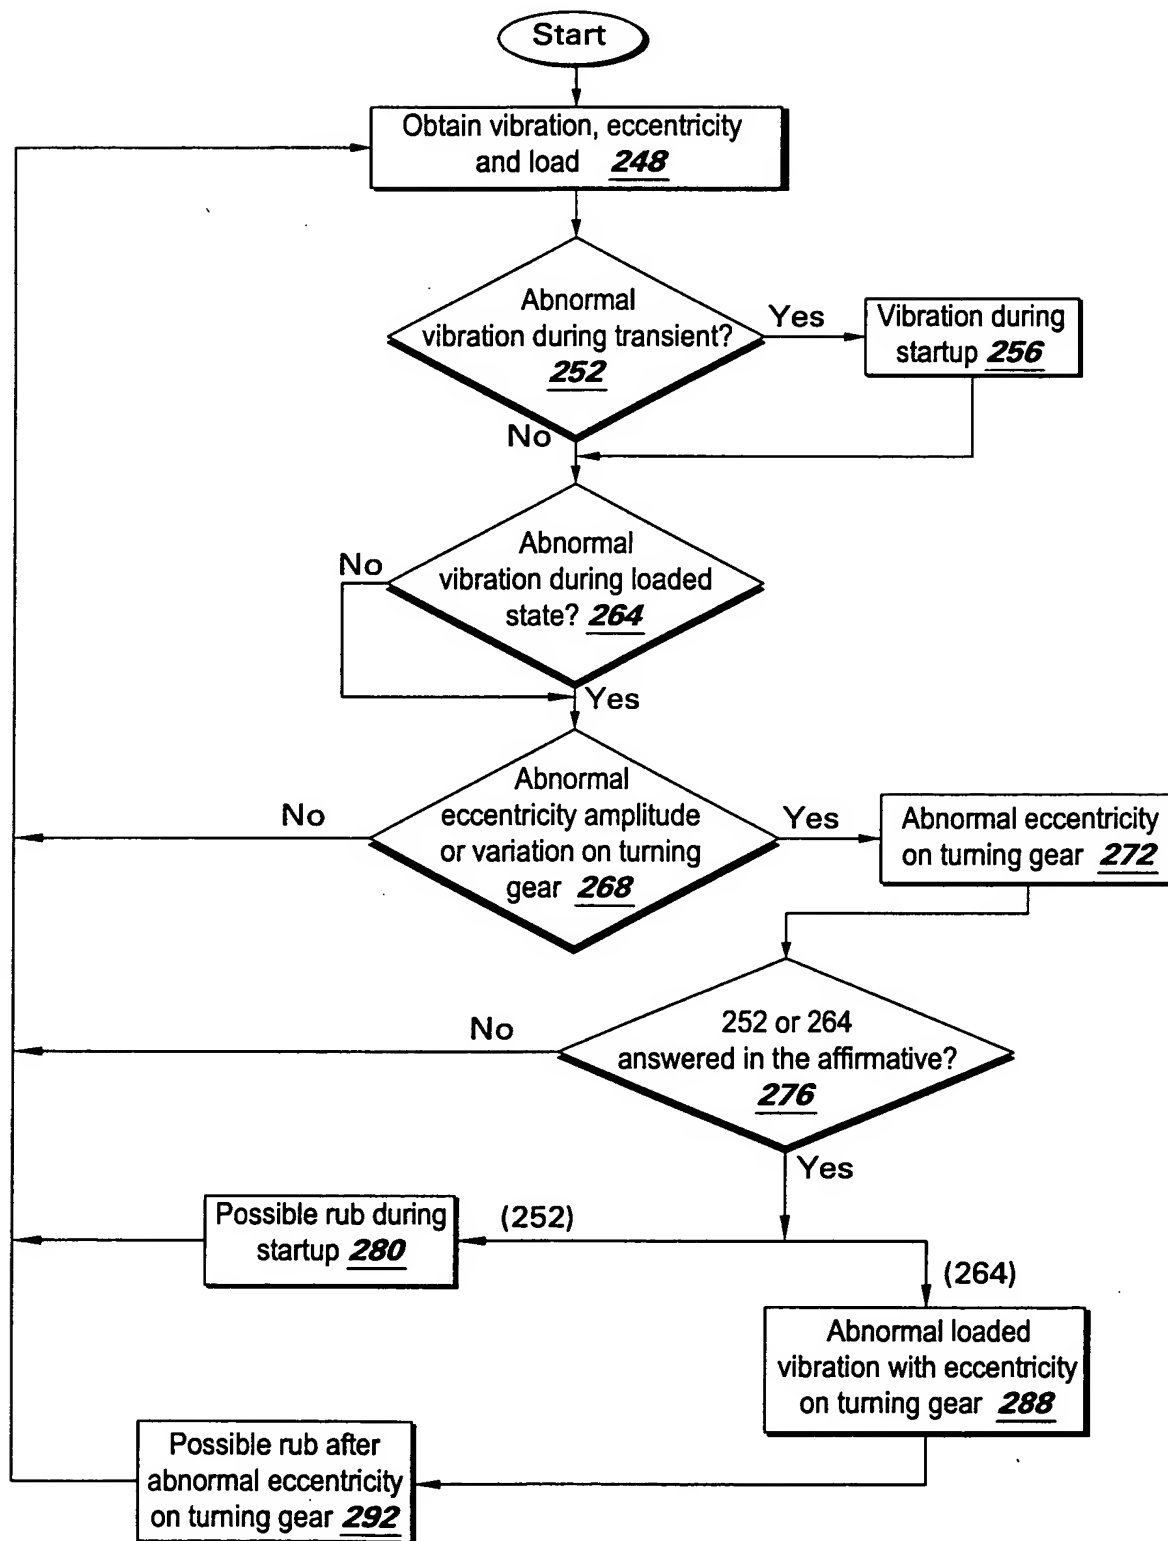 Start
Obtain vibration, eccentricity
and load 248
Abnormal
vibration during transient?
252
Yes
Vibration during
startup 256
No
Abnormal
vibration during loaded
state? 264
No
Yes
Abnormal
eccentricity amplitude
or variation on turning
gear 268
No
Yes
Abnormal eccentricity
on turning gear 272
252 or 264
answered in the affirmative?
276
No
Yes
Possible rub during
startup 280
(252)
(264)
Abnormal loaded
vibration with eccentricity
on turning gear 288
Possible rub after
abnormal eccentricity
on turning gear 292